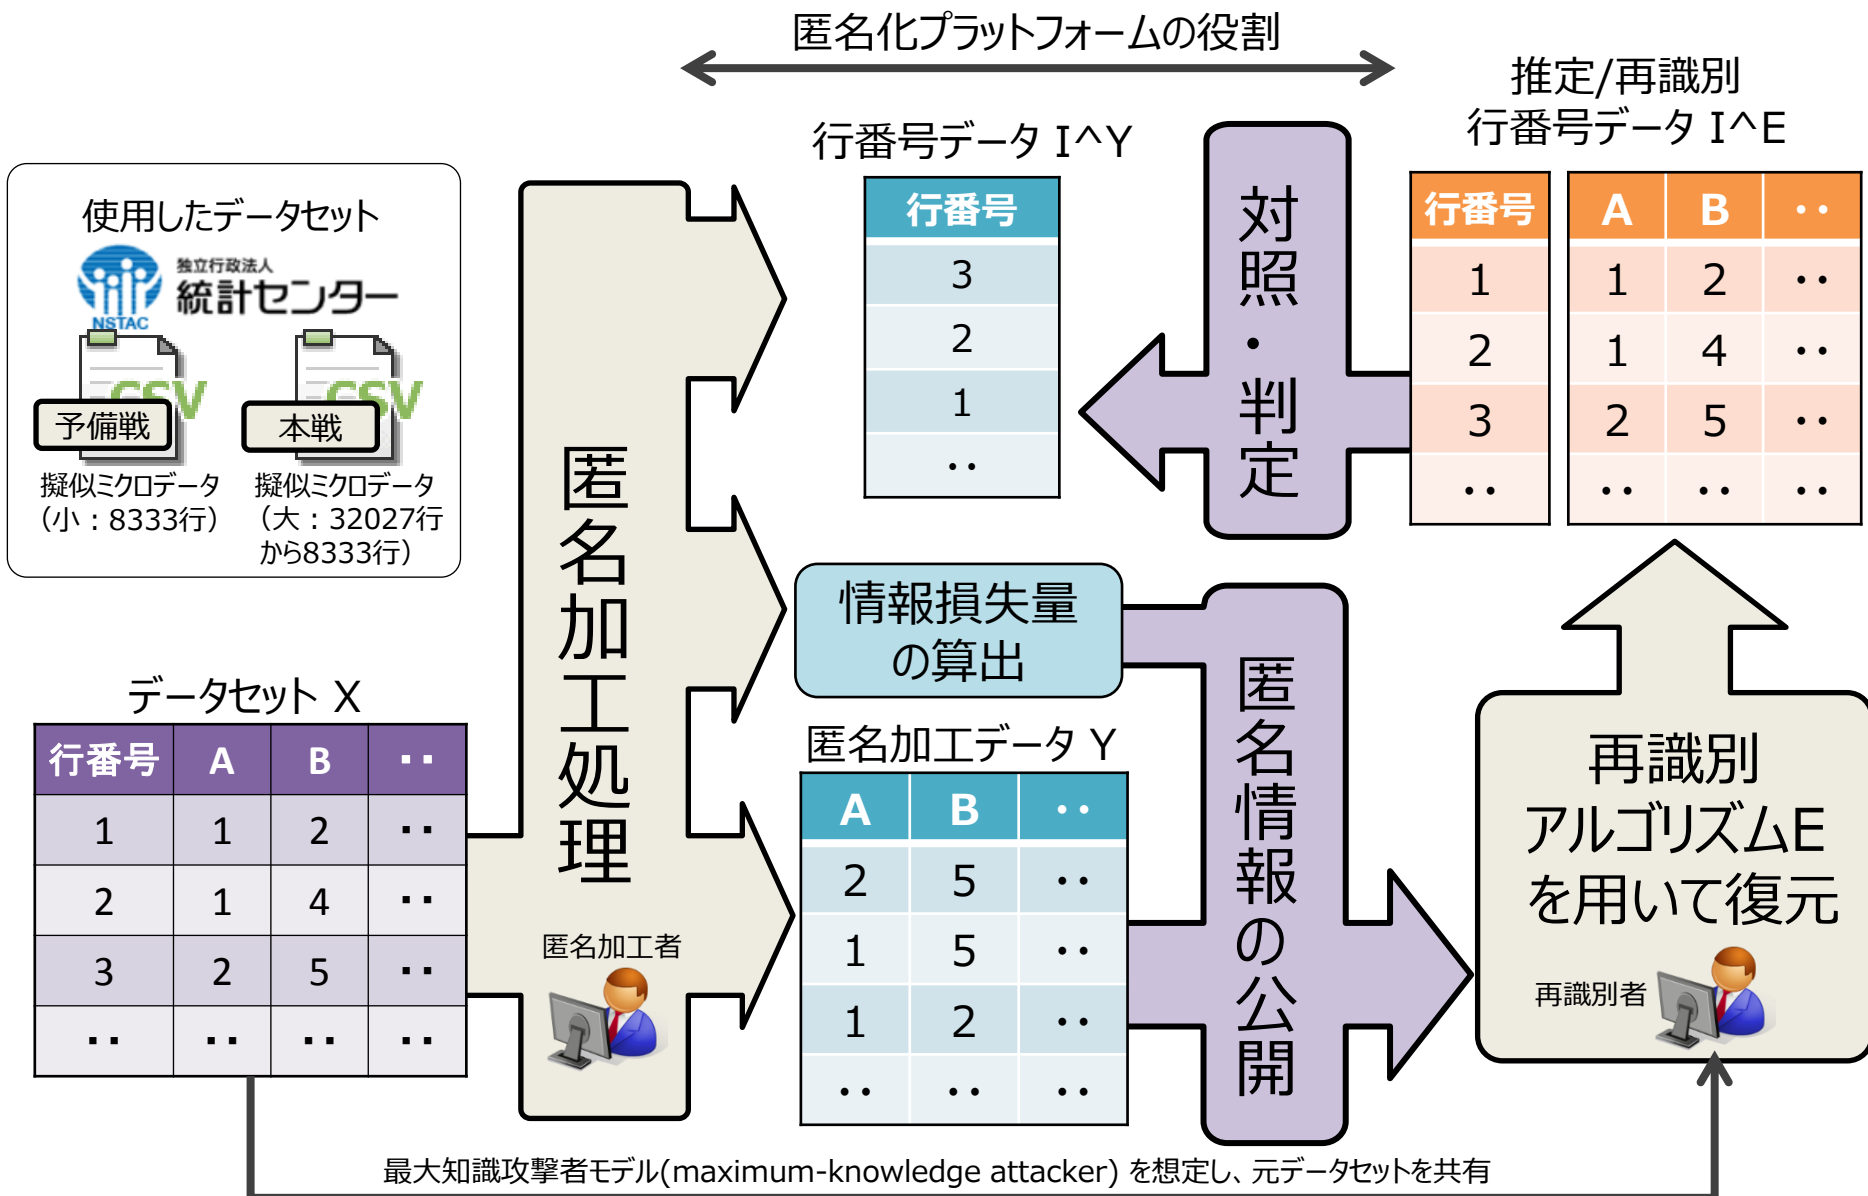 匿名化プラットフォームの役割
使用したデータセット
独立行政法人
統計センター
NSTAC
CSV
CSV
予備戦
本戦
擬似ミクロデータ
（小：8333行）
擬似ミクロデータ
（大：32027行
から8333行）
データセット X
行番号 A B ‥
1 1 2 ‥
2 1 4 ‥
3 2 5 ‥
‥ ‥ ‥ ‥
匿名加工処理
匿名加工者
行番号データ I^Y
行番号
3
2
1
‥
情報損失量
の算出
匿名加工データ Y
A B ‥
2 5 ‥
1 5 ‥
1 2 ‥
‥ ‥ ‥
対照・判定
匿名情報の公開
推定/再識別
行番号データ I^E
行番号 A B ‥
1 1 2 ‥
2 1 4 ‥
3 2 5 ‥
‥ ‥ ‥ ‥
再識別
アルゴリズムE
を用いて復元
再識別者
最大知識攻撃者モデル(maximum-knowledge attacker) を想定し、元データセットを共有